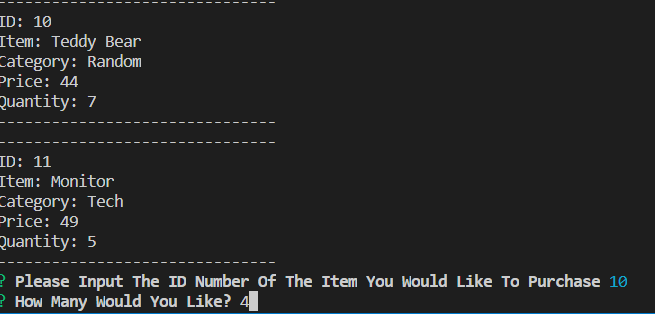 -------------------------------
ID: 10
Item: Teddy Bear
Category: Random
Price: 44
Quantity: 7
-------------------------------
-------------------------------
ID: 11
Item: Monitor
Category: Tech
Price: 49
Quantity: 5
-------------------------------
? Please Input The ID Number Of The Item You Would Like To Purchase 10
? How Many Would You Like? 4